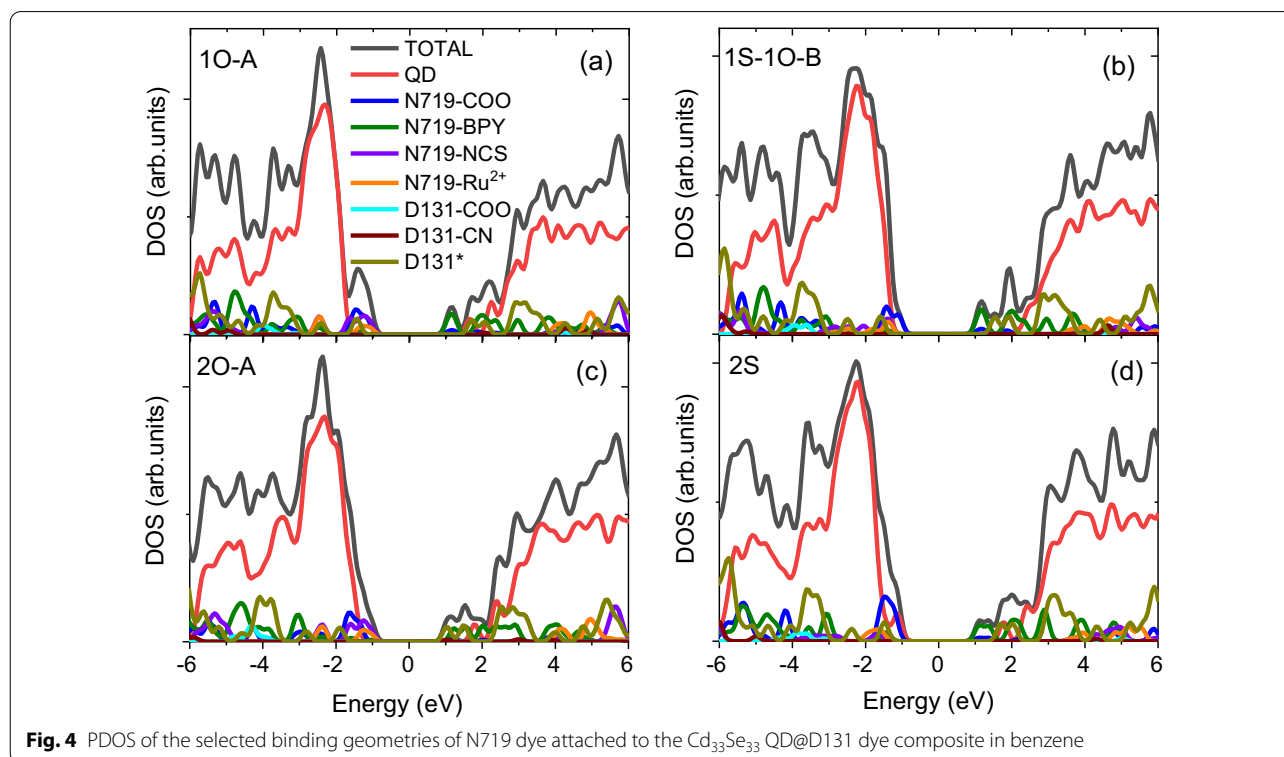 1O-A
(a)
TOTAL
QD
N719-COO
N719-BPY
N719-NCS
N719-Ru²⁺
D131-COO
D131-CN
D131*
DOS (arb.units)
1S-1O-B
(b)
DOS (arb.units)
2O-A
(c)
DOS (arb.units)
-6 -4 -2 0 2 4 6
Energy (eV)
2S
(d)
DOS (arb.units)
-6 -4 -2 0 2 4 6
Energy (eV)
Fig. 4 PDOS of the selected binding geometries of N719 dye attached to the Cd₃₃Se₃₃ QD@D131 dye composite in benzene